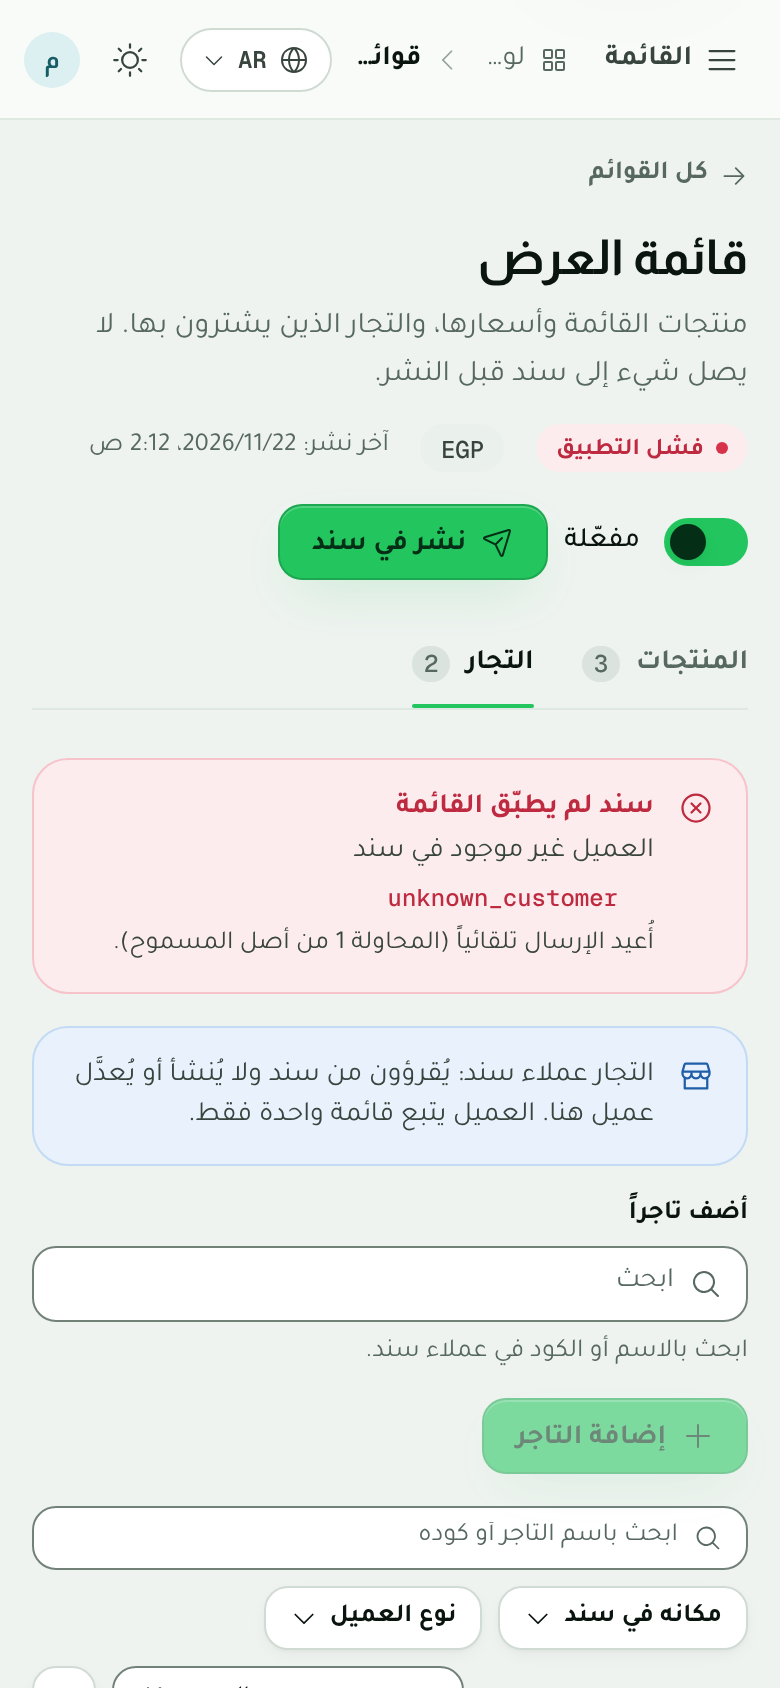 القائمة
لو...
قوائـ...
AR
م
كل القوائم
قائمة العرض
منتجات القائمة وأسعارها، والتجار الذين يشترون بها. لا
يصل شيء إلى سند قبل النشر.
فشل التطبيق
EGP
آخر نشر: 2026/11/22، 2:12 ص
مفعّلة
نشر في سند
المنتجات 3
التجار 2
سند لم يطبّق القائمة
العميل غير موجود في سند
unknown_customer
أُعيد الإرسال تلقائياً (المحاولة 1 من أصل المسموح).
التجار عملاء سند: يُقرؤون من سند ولا يُنشأ أو يُعدَّل
عميل هنا. العميل يتبع قائمة واحدة فقط.
أضف تاجراً
ابحث
ابحث بالاسم أو الكود في عملاء سند.
إضافة التاجر
ابحث باسم التاجر أو كوده
مكانه في سند
نوع العميل